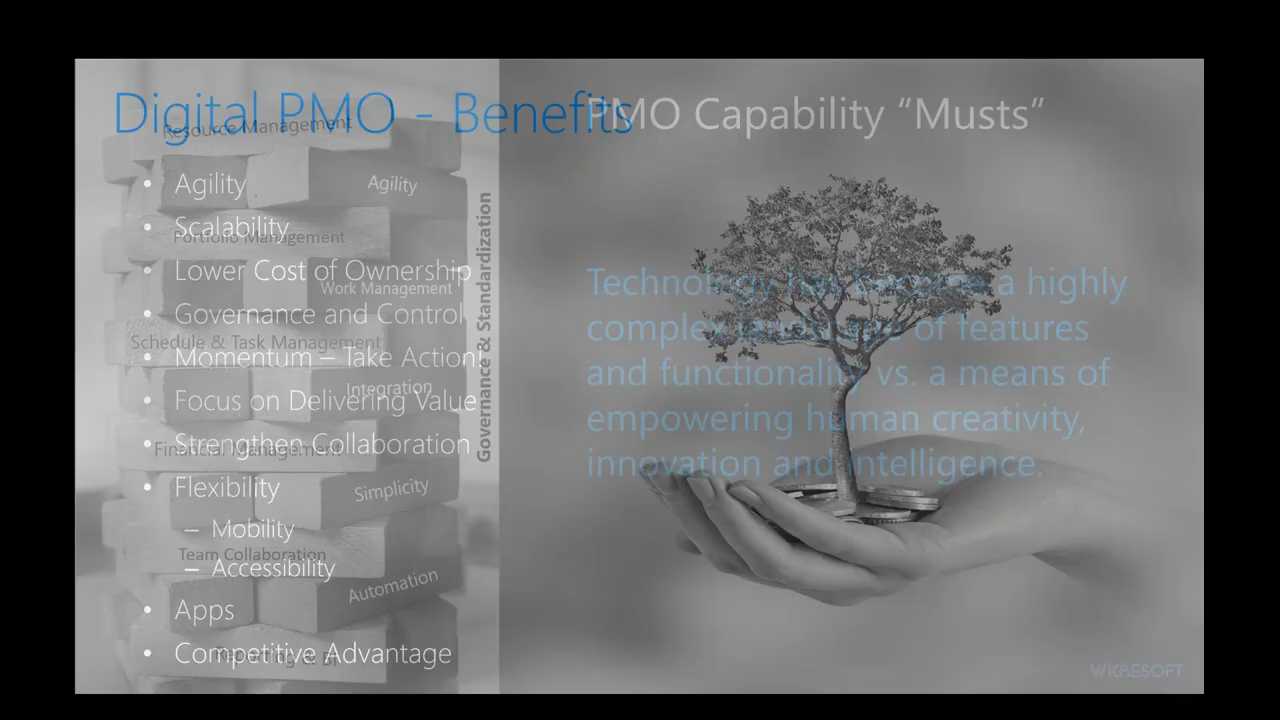 Digital PMO - Benefits
PMO Capability “Musts”
Resource Management
• Agility
Agility
• Scalability
Portfolio Management
• Lower Cost of Ownership
Work Management
• Governance and Control
Schedule & Task Management
• Momentum – Take Action!
Integration
• Focus on Delivering Value
• Strengthen Collaboration
Financial Management
• Flexibility
Simplicity
– Mobility
Team Collaboration
– Accessibility
Automation
• Apps
• Competitive Advantage
Reporting & BI
Governance & Standardization
Technology has become a highly
complex landscape of features
and functionality vs. a means of
empowering human creativity,
innovation and intelligence.
WICRESOFT